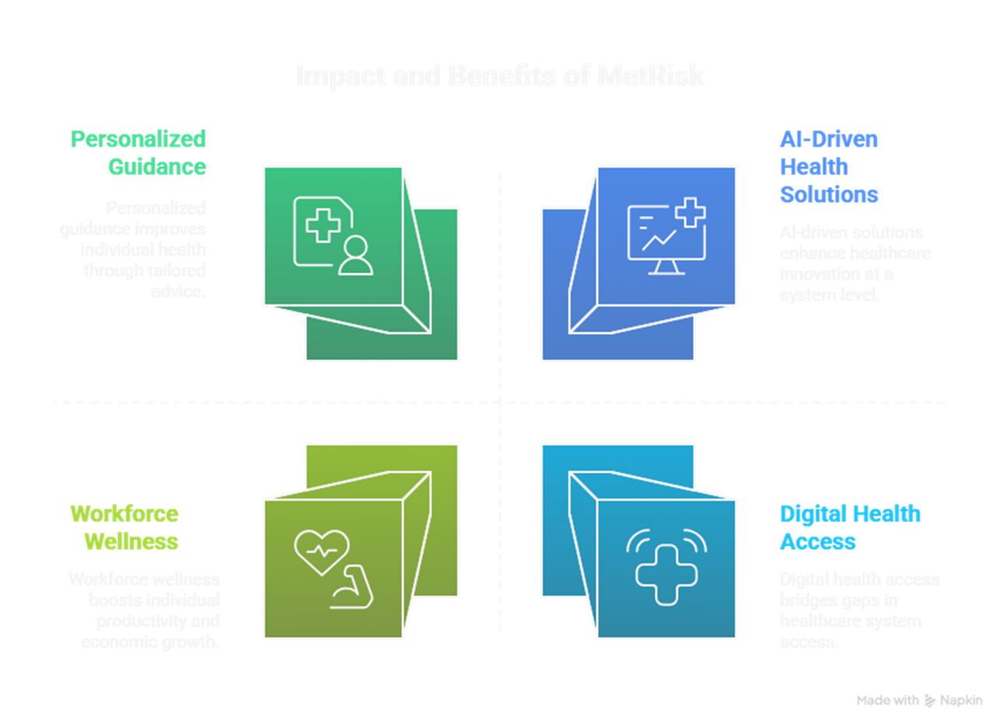 Impact and Benefits of MetRisk
Personalized
Guidance
Personalized
guidance improves
individual health
through tailored
advice.
AI-Driven
Health
Solutions
AI-driven solutions
enhance healthcare
innovation at a
system level.
Workforce
Wellness
Workforce wellness
boosts individual
productivity and
economic growth.
Digital Health
Access
Digital health access
bridges gaps in
healthcare system
access.
Made with Napkin